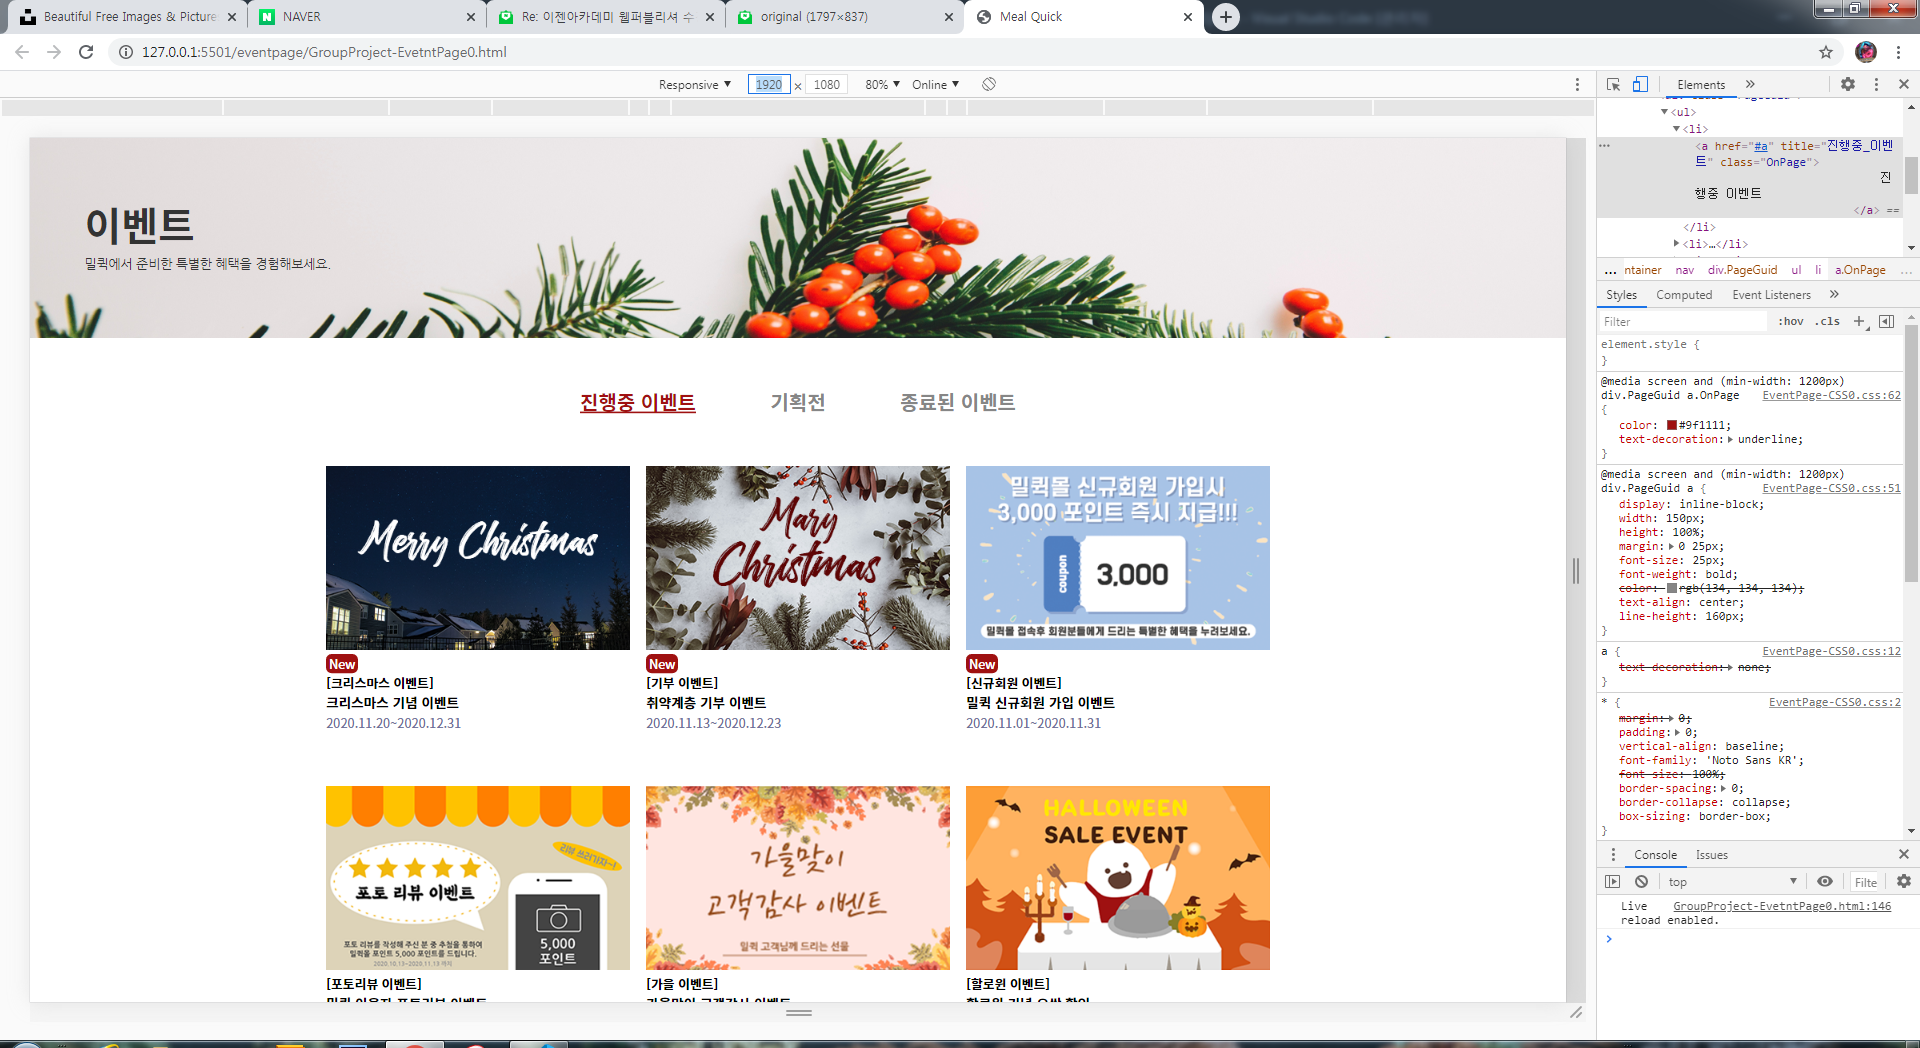 Beautiful Free Images & Picture
NAVER
Re: 이젠아카데미 웹퍼블리셔 수
original (1797×837)
Meal Quick
127.0.0.1:5501/eventpage/GroupProject-EvetntPage0.html
Responsive
1920
×
1080
80%
Online
Elements
<ul>
<li>
<a href="#a" title="진행중_이벤
트" class="OnPage">
진
행중 이벤트
</a> ==
</li>
<li>…</li>
... ntainer nav div.PageGuid ul li a.OnPage ...
Styles Computed Event Listeners
Filter
:hov .cls
element.style {
}
@media screen and (min-width: 1200px)
div.PageGuid a.OnPage EventPage-CSS0.css:62
{
color: #9f1111;
text-decoration: underline;
}
@media screen and (min-width: 1200px)
div.PageGuid a { EventPage-CSS0.css:51
display: inline-block;
width: 150px;
height: 100%;
margin: 0 25px;
font-size: 25px;
font-weight: bold;
color: rgb(134, 134, 134);
text-align: center;
line-height: 160px;
}
a { EventPage-CSS0.css:12
text-decoration: none;
}
* { EventPage-CSS0.css:2
margin: 0;
padding: 0;
vertical-align: baseline;
font-family: 'Noto Sans KR';
font-size: 100%;
border-spacing: 0;
border-collapse: collapse;
box-sizing: border-box;
}
Console Issues
top
Filte
Live GroupProject-EvetntPage0.html:146
reload enabled.
이벤트
밀퀵에서 준비한 특별한 혜택을 경험해보세요.
진행중 이벤트
기획전
종료된 이벤트
Merry Christmas
New
[크리스마스 이벤트]
크리스마스 기념 이벤트
2020.11.20~2020.12.31
Mary
Christmas
New
[기부 이벤트]
취약계층 기부 이벤트
2020.11.13~2020.12.23
밀퀵몰 신규회원 가입시
3,000 포인트 즉시 지급!!!
coupon
3,000
밀퀵몰 접속후 회원분들에게 드리는 특별한 혜택을 누려보세요.
New
[신규회원 이벤트]
밀퀵 신규회원 가입 이벤트
2020.11.01~2020.11.31
리뷰 쓰러가자~!
포토 리뷰 이벤트
5,000
포인트
포토 리뷰를 작성해 주신 분 중 추첨을 통하여
밀퀵몰 포인트 5,000 포인트를 드립니다.
2020.10.13~2020.11.13 까지
[포토리뷰 이벤트]
가을맞이
고객감사 이벤트
밀퀵 고객님께 드리는 선물
[가을 이벤트]
HALLOWEEN
SALE EVENT
[할로윈 이벤트]